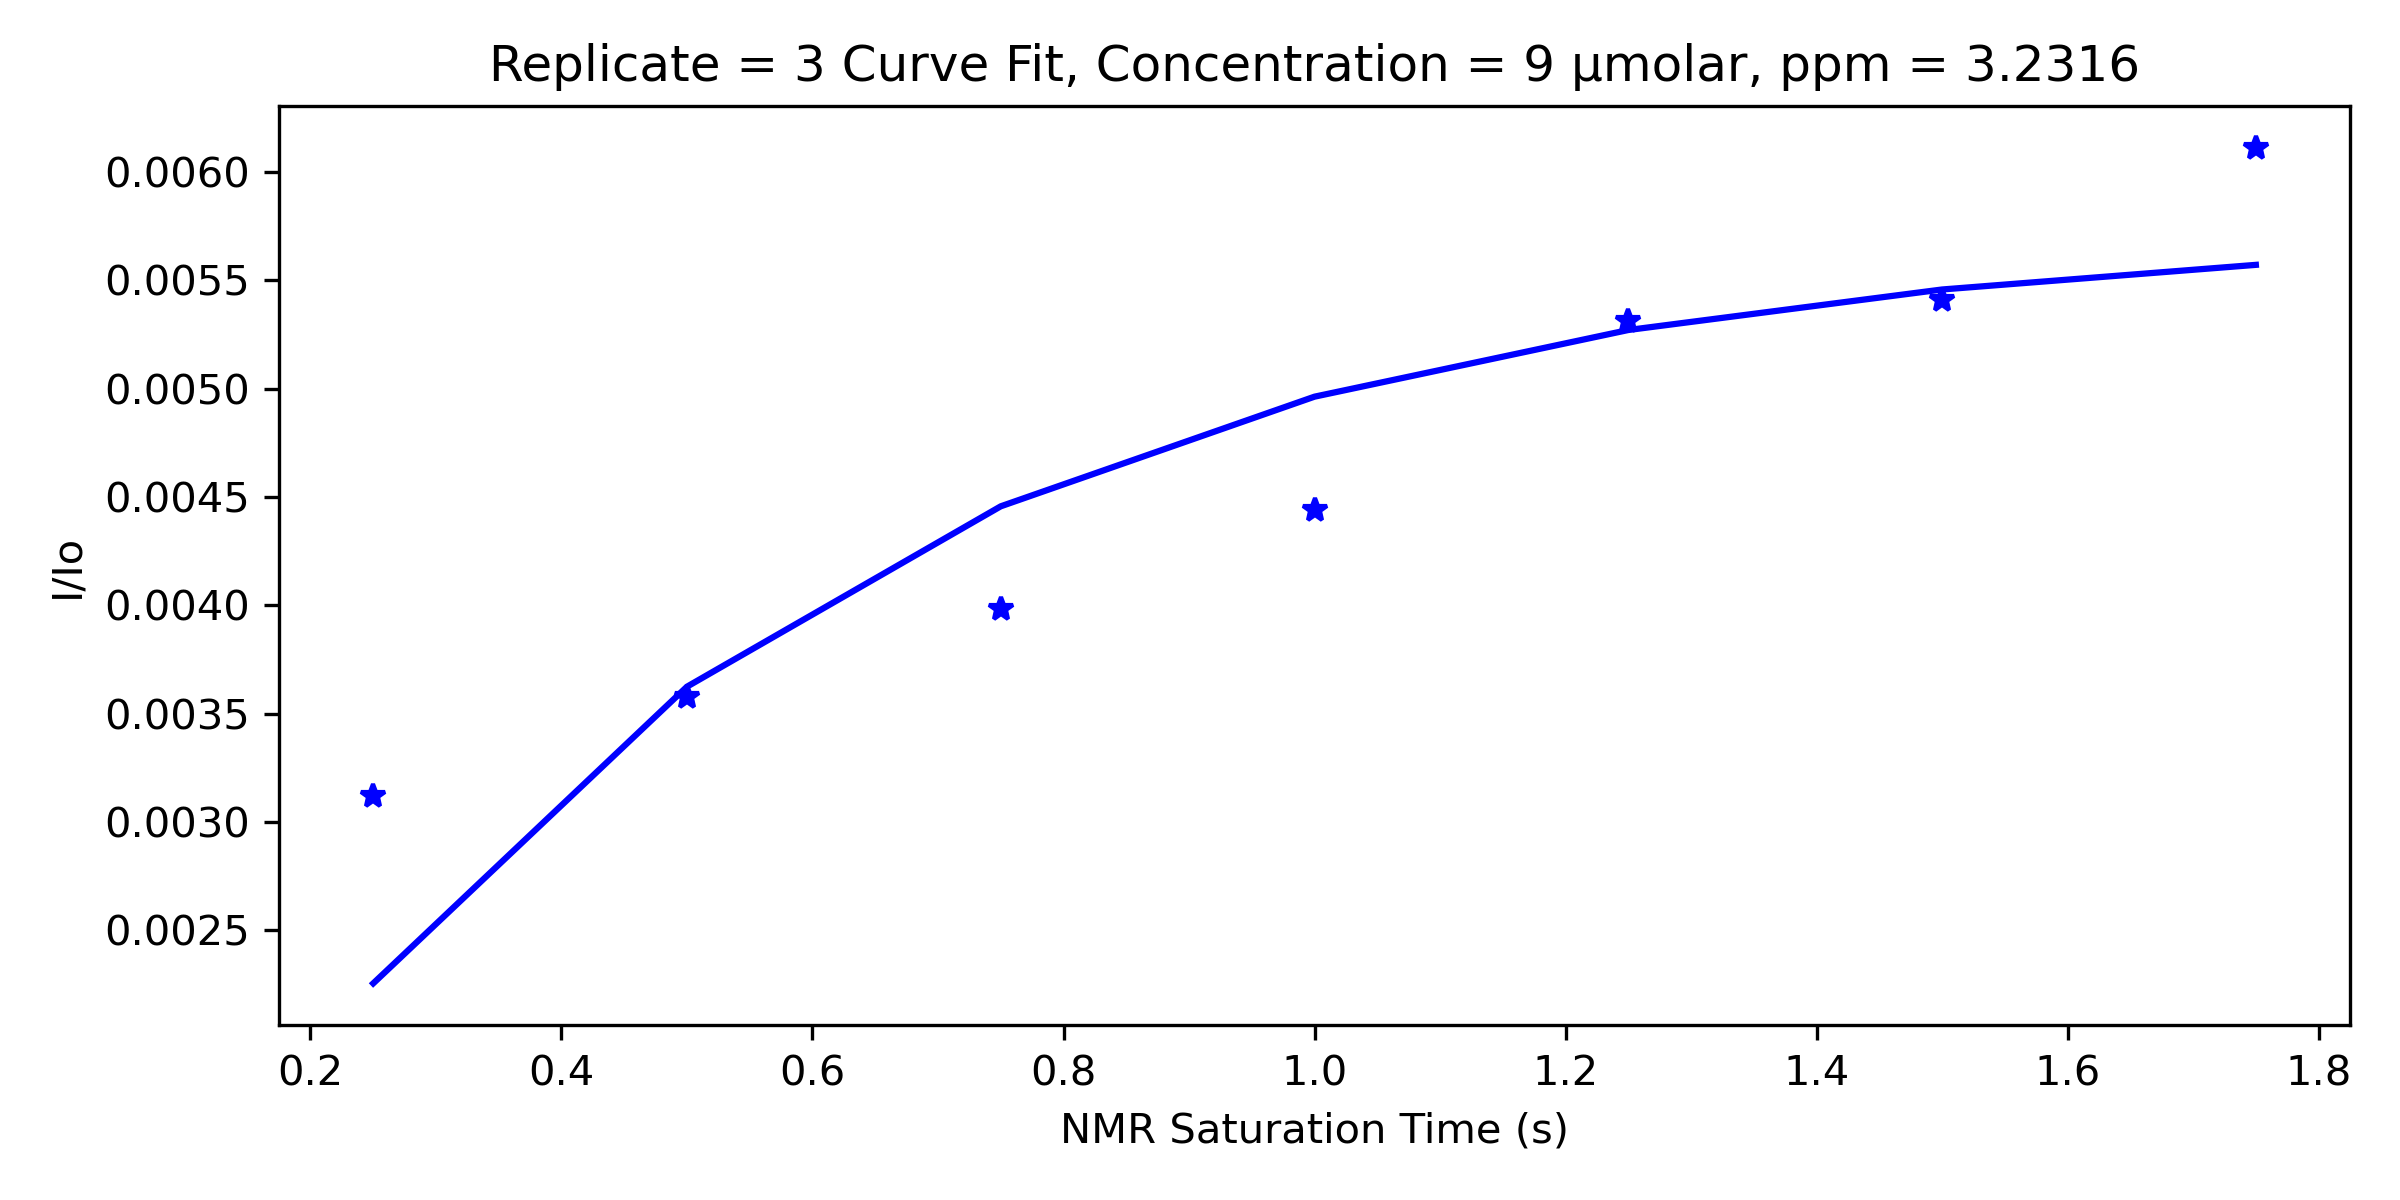 Replicate = 3 Curve Fit, Concentration = 9 µmolar, ppm = 3.2316
0.0060
0.0055
0.0050
0.0045
0.0040
0.0035
0.0030
0.0025
I/Io
0.2 0.4 0.6 0.8 1.0 1.2 1.4 1.6 1.8
NMR Saturation Time (s)